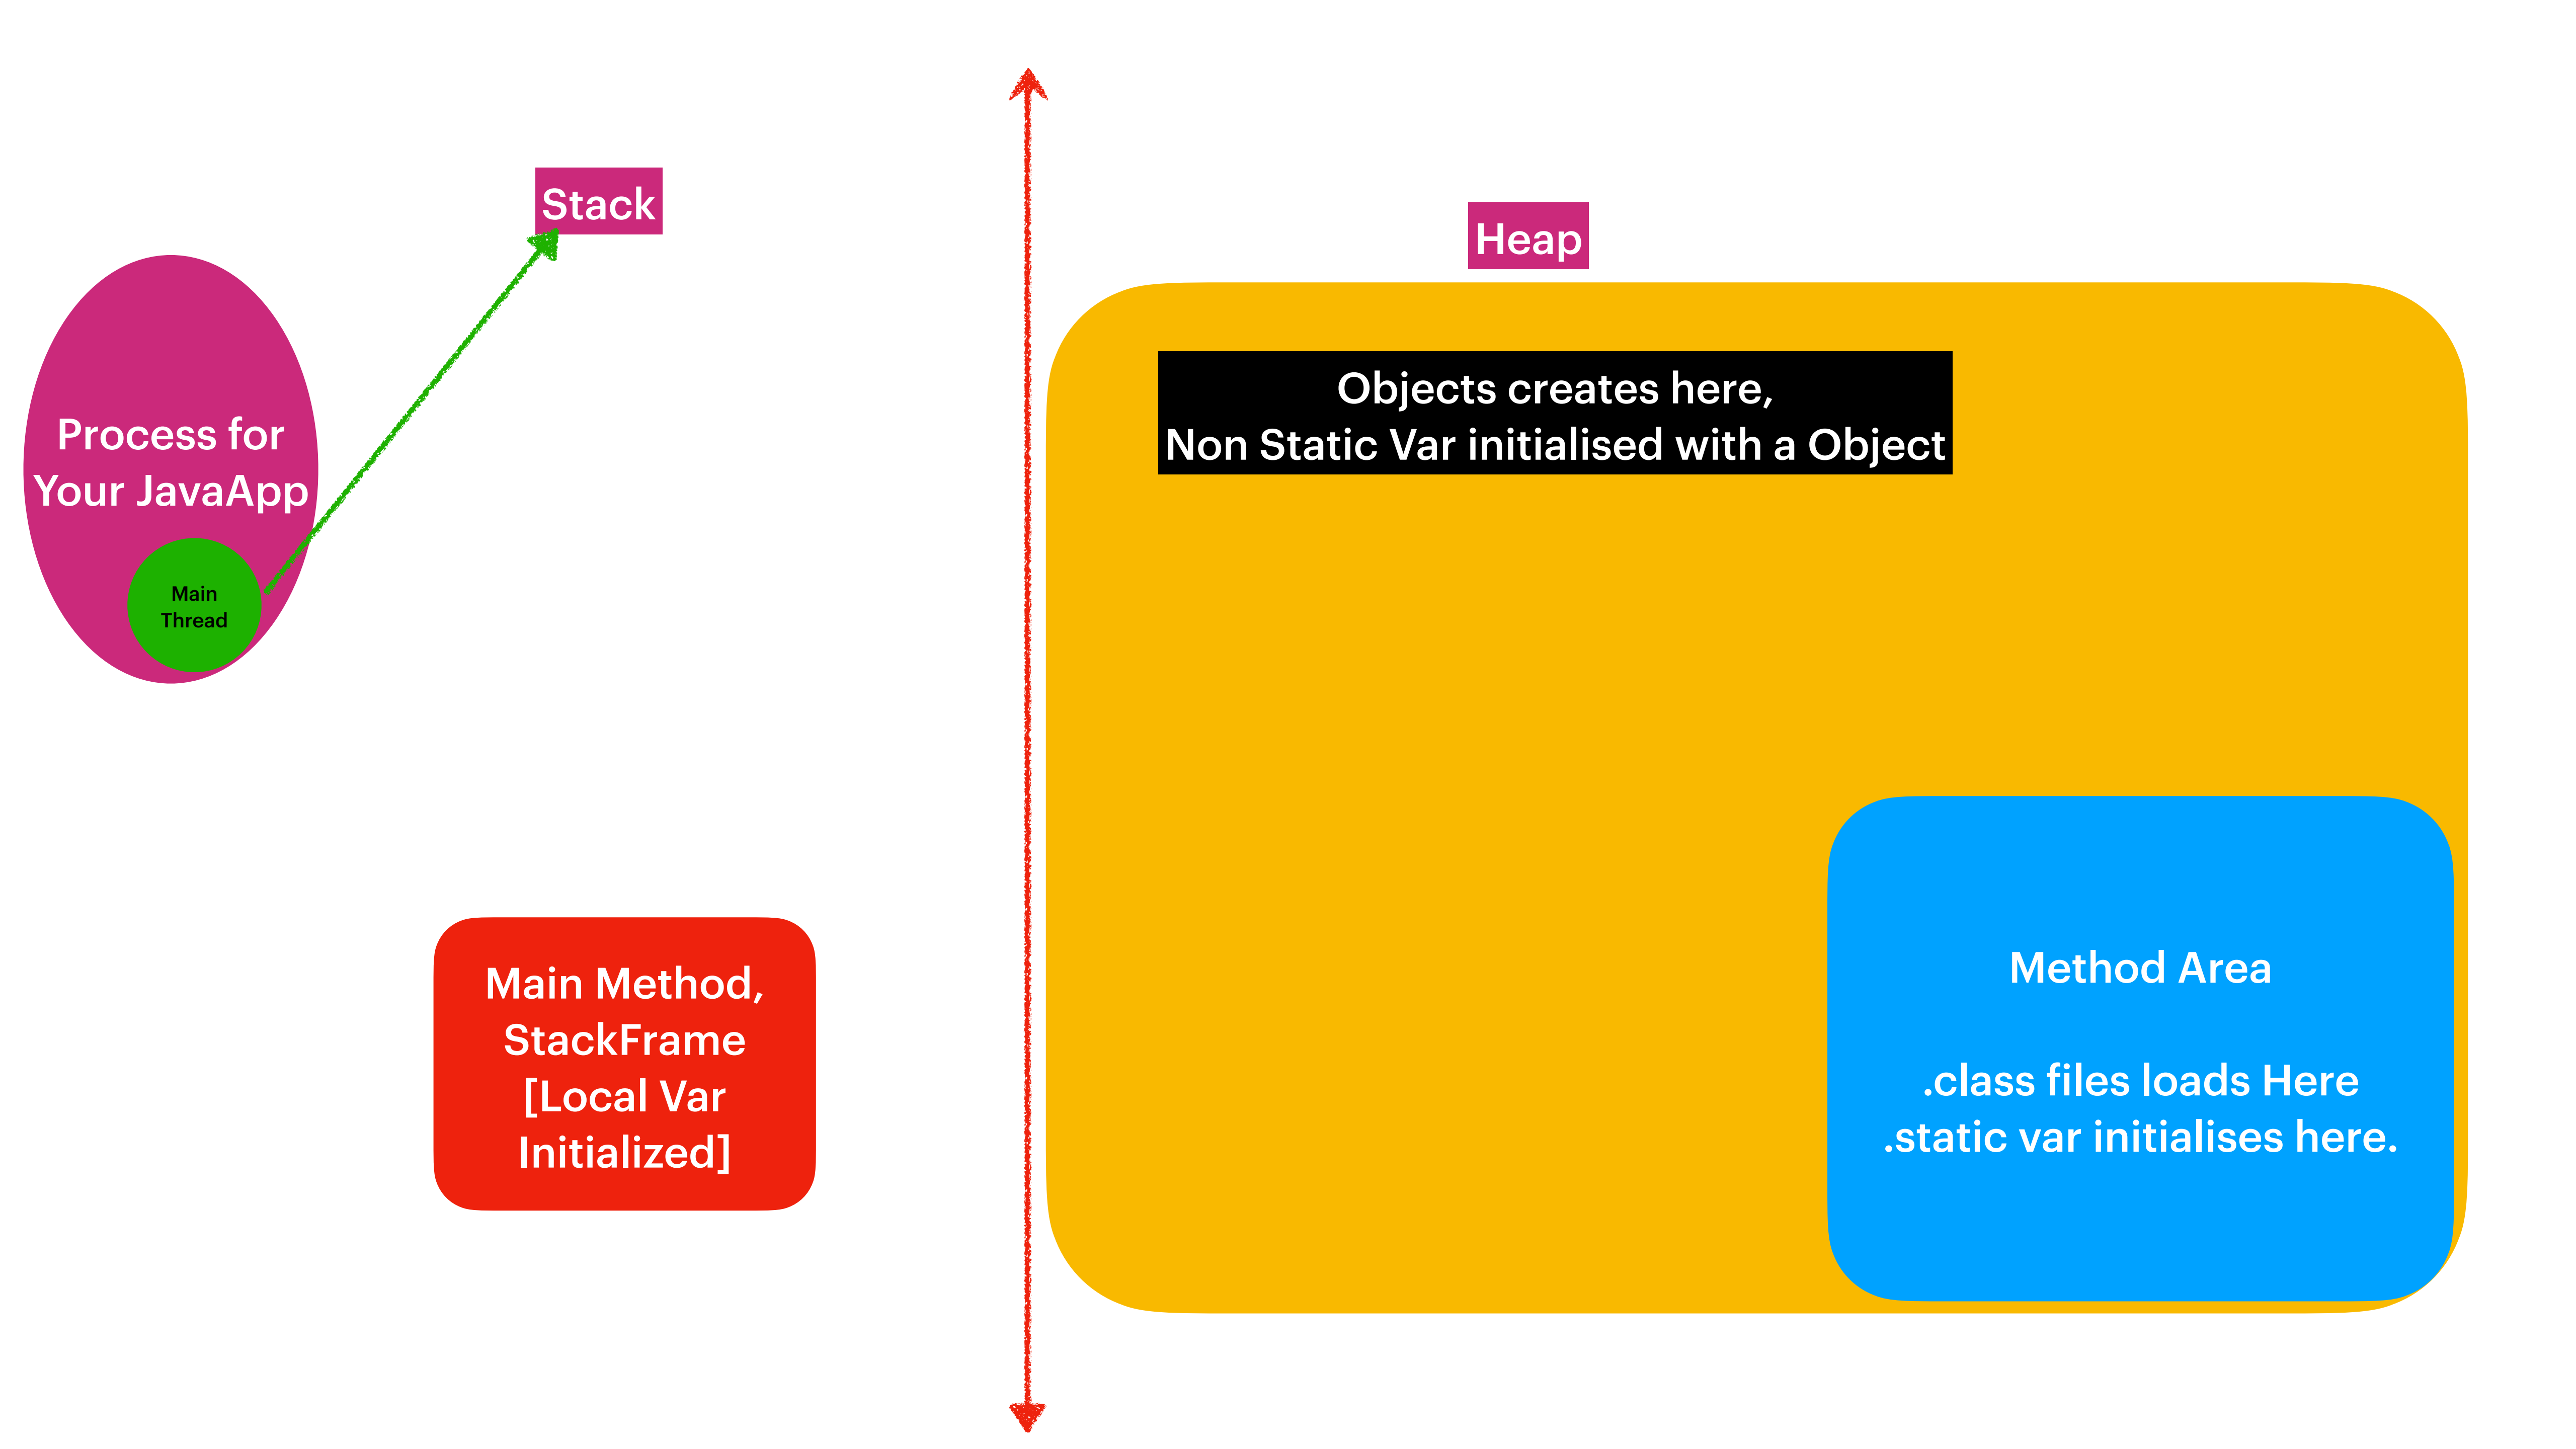 Stack
Heap
Process for
Your JavaApp
Main
Thread
Objects creates here,
Non Static Var initialised with a Object
Main Method,
StackFrame
[Local Var
Initialized]
Method Area
.class files loads Here
.static var initialises here.